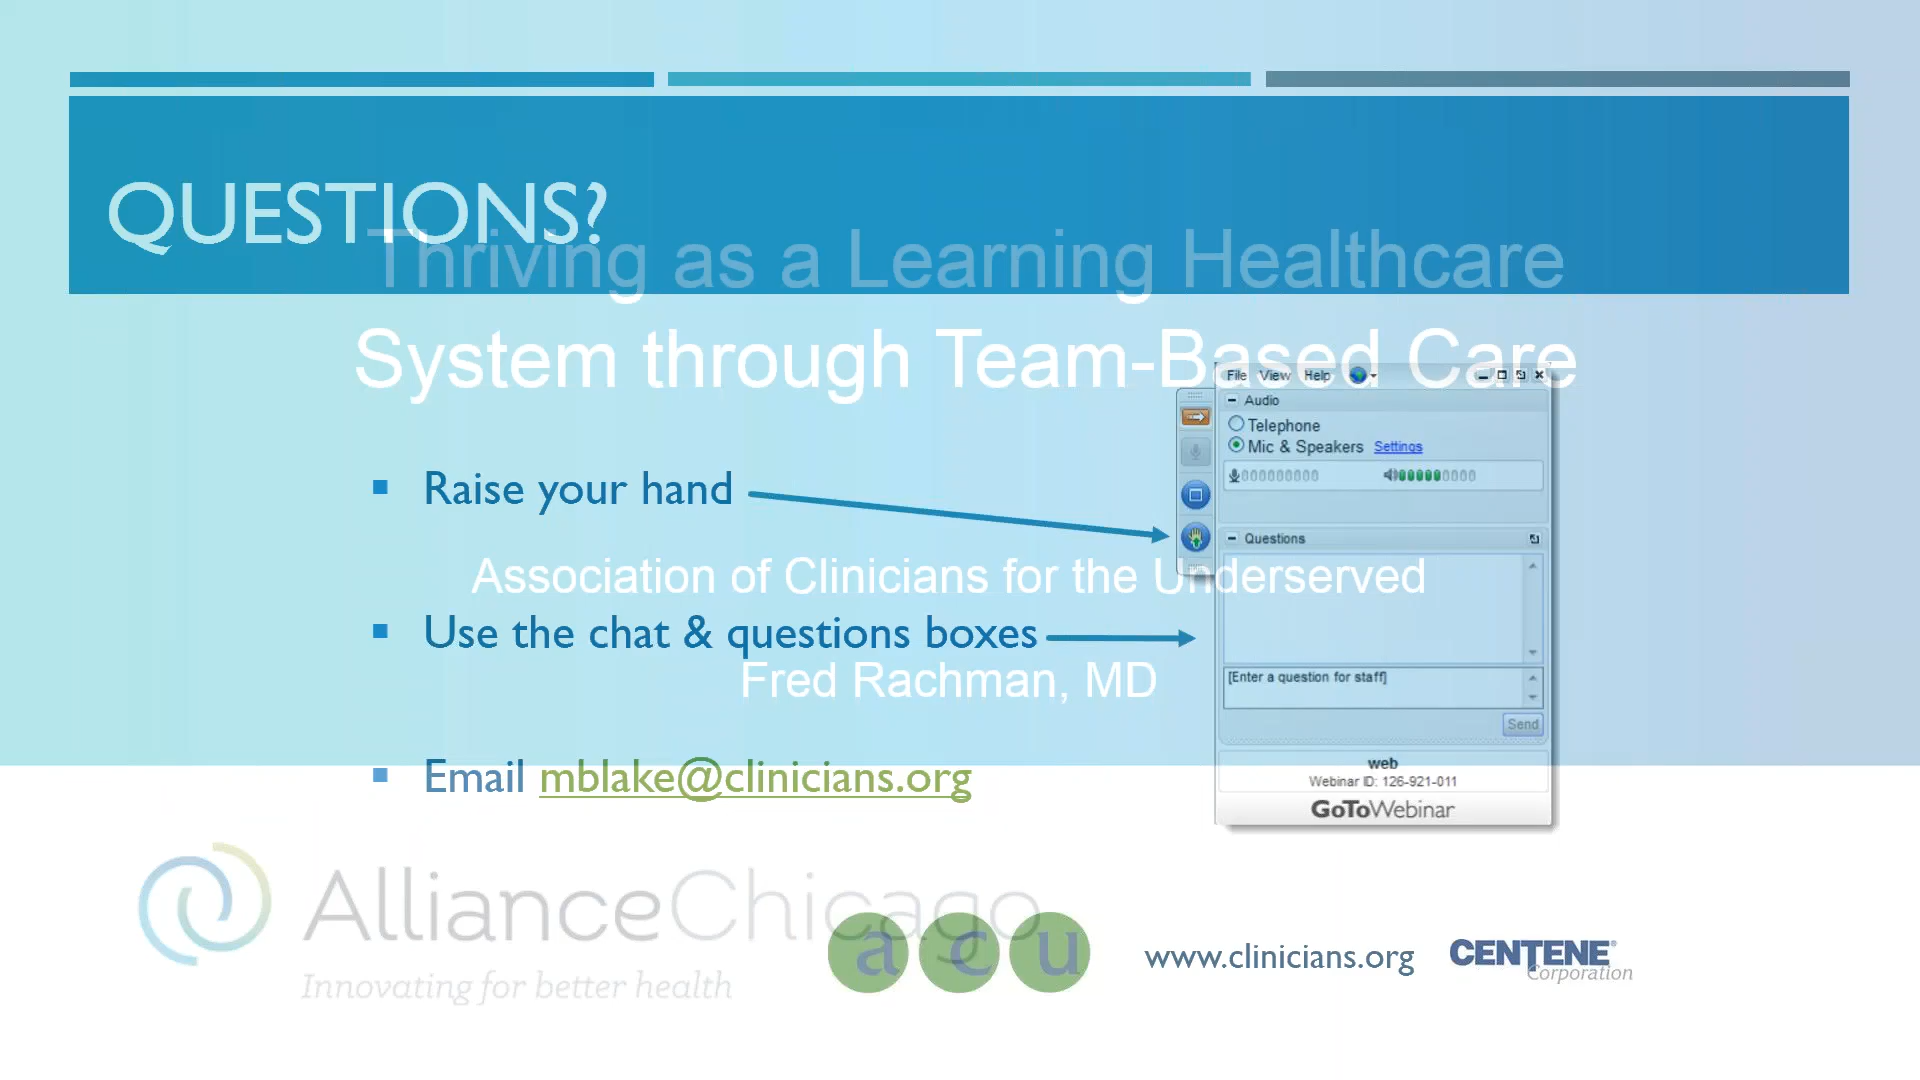 QUESTIONS?
Thriving as a Learning Healthcare
System through Team-Based Care
File View Help
Audio
Telephone
Mic & Speakers Settings
Raise your hand
Questions
Association of Clinicians for the Underserved
Use the chat & questions boxes
Fred Rachman, MD
[Enter a question for staff]
Send
Email mblake@clinicians.org
web
Webinar ID: 126-921-011
GoToWebinar
AllianceChicago
Innovating for better health
acu
www.clinicians.org
CENTENE®
Corporation